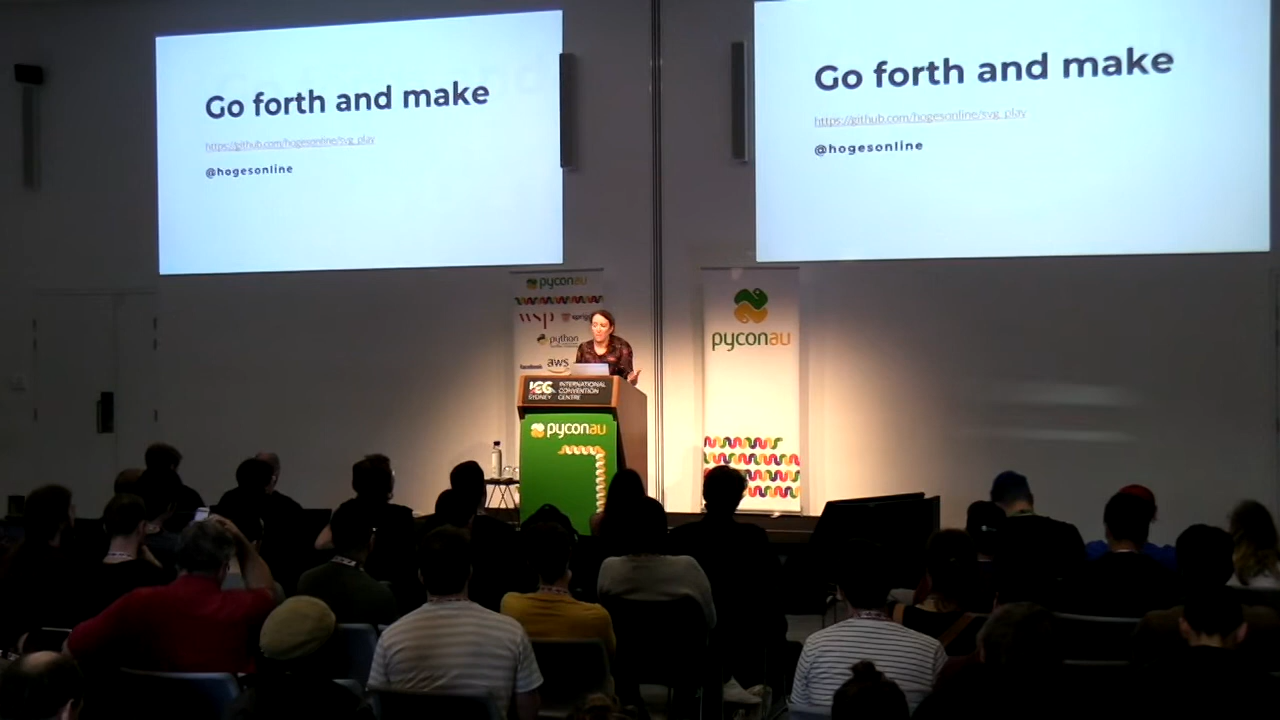 Go forth and make
https://github.com/hogesonline/svg_play
@hogesonline
Go forth and make
https://github.com/hogesonline/svg_play
@hogesonline
pyconau
wsp
python
aws
ICC
SYDNEY
INTERNATIONAL
CONVENTION
CENTRE
pyconau
pyconau